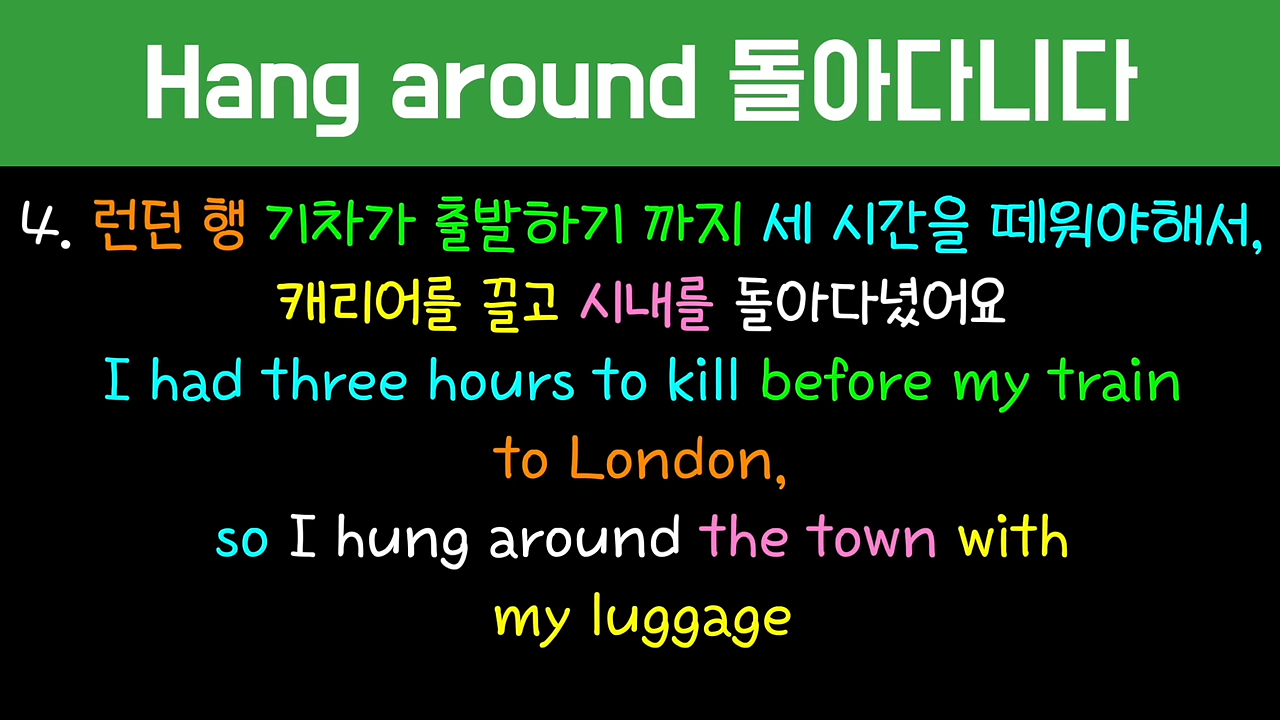 Hang around 돌아다니다
4. 런던 행 기차가 출발하기 까지 세 시간을 떼워야해서,
캐리어를 끌고 시내를 돌아다녔어요
I had three hours to kill before my train
to London,
so I hung around the town with
my luggage